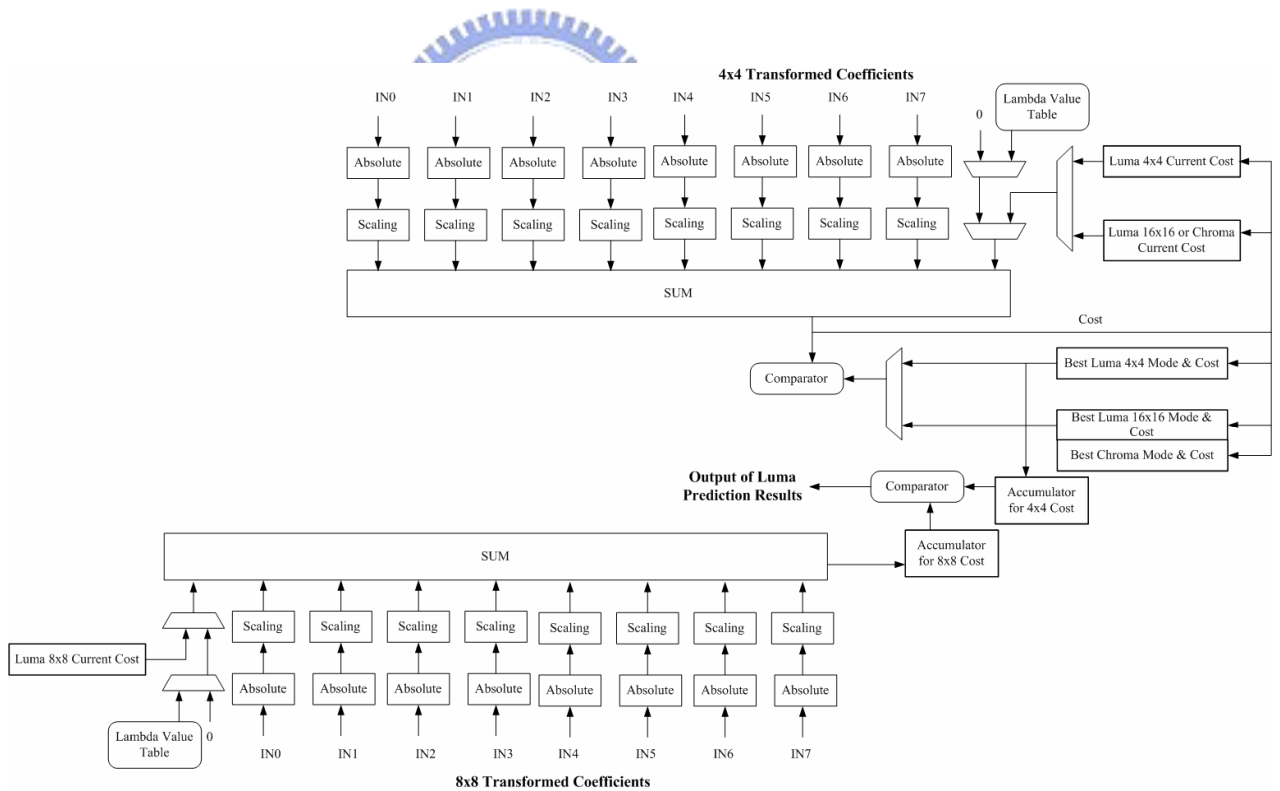 4x4 Transformed Coefficients
IN0 IN1 IN2 IN3 IN4 IN5 IN6 IN7
0
Lambda Value
Table
Absolute Absolute Absolute Absolute Absolute Absolute Absolute Absolute
Luma 4x4 Current Cost
Scaling Scaling Scaling Scaling Scaling Scaling Scaling Scaling
Luma 16x16 or Chroma
Current Cost
SUM
Cost
Comparator
Best Luma 4x4 Mode & Cost
Best Luma 16x16 Mode &
Cost
Best Chroma Mode & Cost
Output of Luma
Prediction Results
Comparator
Accumulator
for 4x4 Cost
SUM
Accumulator
for 8x8 Cost
Scaling Scaling Scaling Scaling Scaling Scaling Scaling Scaling
Luma 8x8 Current Cost
Absolute Absolute Absolute Absolute Absolute Absolute Absolute Absolute
Lambda Value
Table
0
IN0 IN1 IN2 IN3 IN4 IN5 IN6 IN7
8x8 Transformed Coefficients